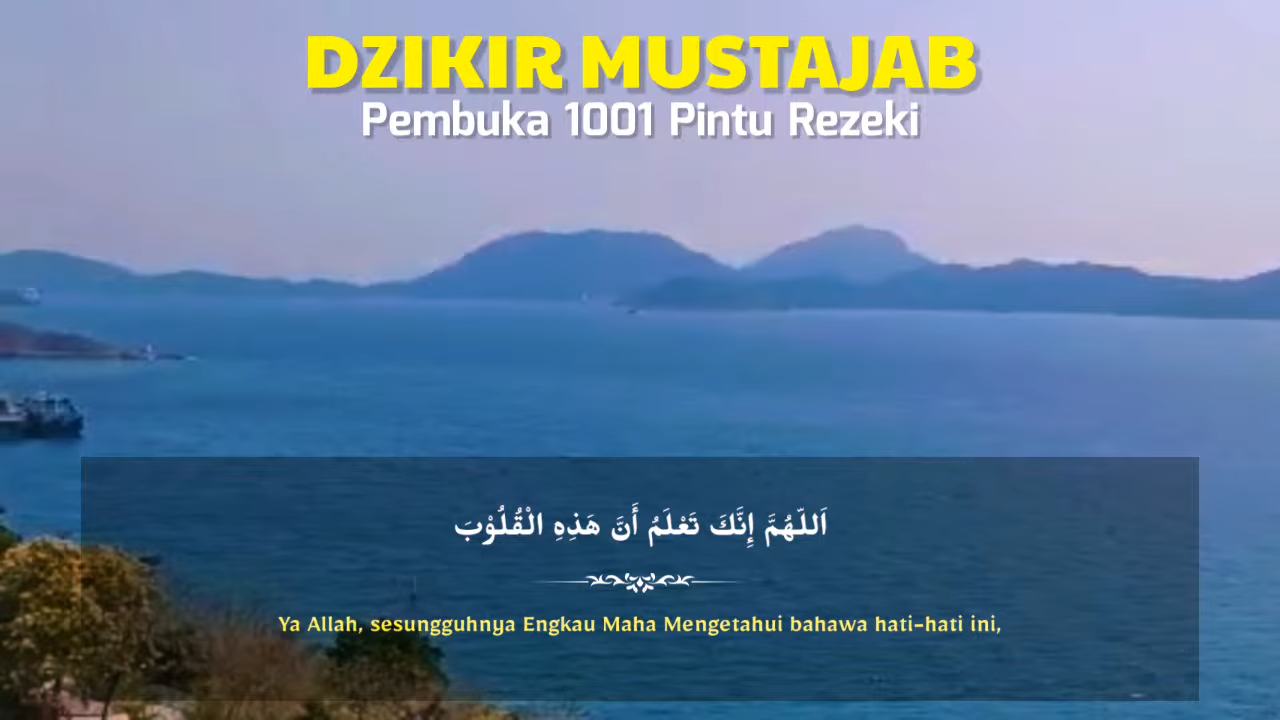 DZIKIR MUSTAJAB
Pembuka 1001 Pintu Rezeki
اَللّهُمَّ إِنَّكَ تَعْلَمُ أَنَّ هَذِهِ الْقُلُوْبَ
Ya Allah, sesungguhnya Engkau Maha Mengetahui bahawa hati-hati ini,